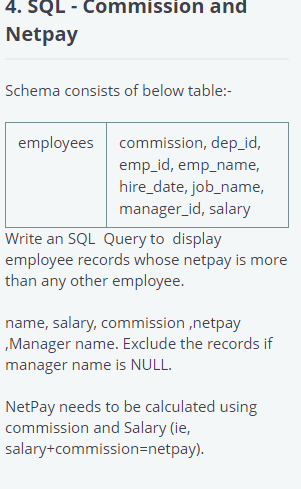 4. SQL - Commission and
Netpay
Schema consists of below table:-
employees
commission, dep_id,
emp_id, emp_name,
hire_date, job_name,
manager_id, salary
Write an SQL Query to display
employee records whose netpay is more
than any other employee.
name, salary, commission ,netpay
,Manager name. Exclude the records if
manager name is NULL.
NetPay needs to be calculated using
commission and Salary (ie,
salary+commission=netpay).